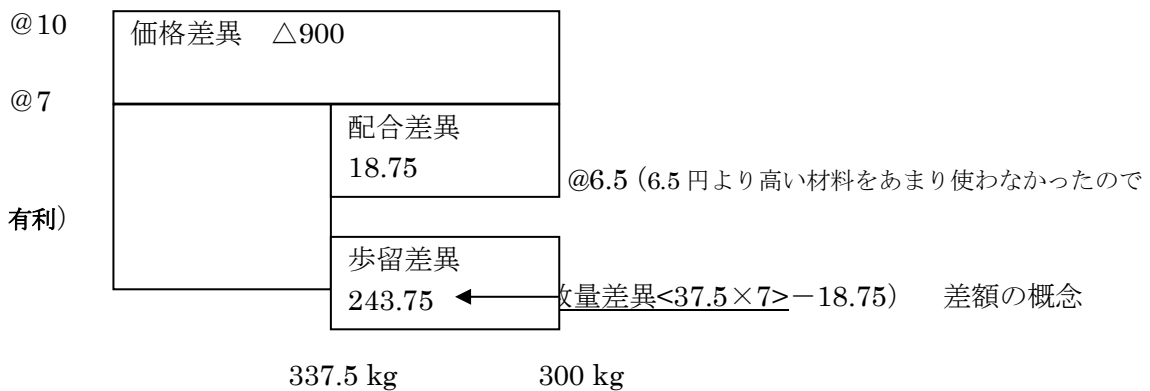 @10
価格差異　△900
@7
配合差異
18.75
@6.5（6.5 円より高い材料をあまり使わなかったので
有利）
歩留差異
243.75
量差異<37.5×7>－18.75）　差額の概念
337.5 kg　300 kg